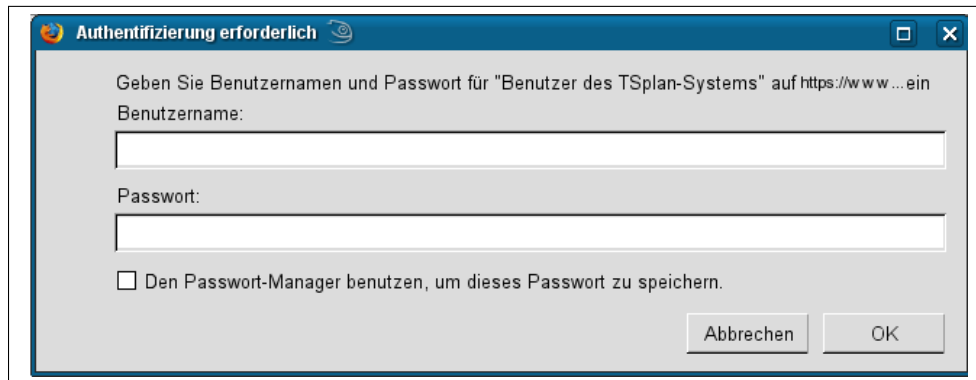 Authentifizierung erforderlich
Geben Sie Benutzernamen und Passwort für "Benutzer des TSplan-Systems" auf https://www...ein
Benutzername:
Passwort:
Den Passwort-Manager benutzen, um dieses Passwort zu speichern.
Abbrechen OK